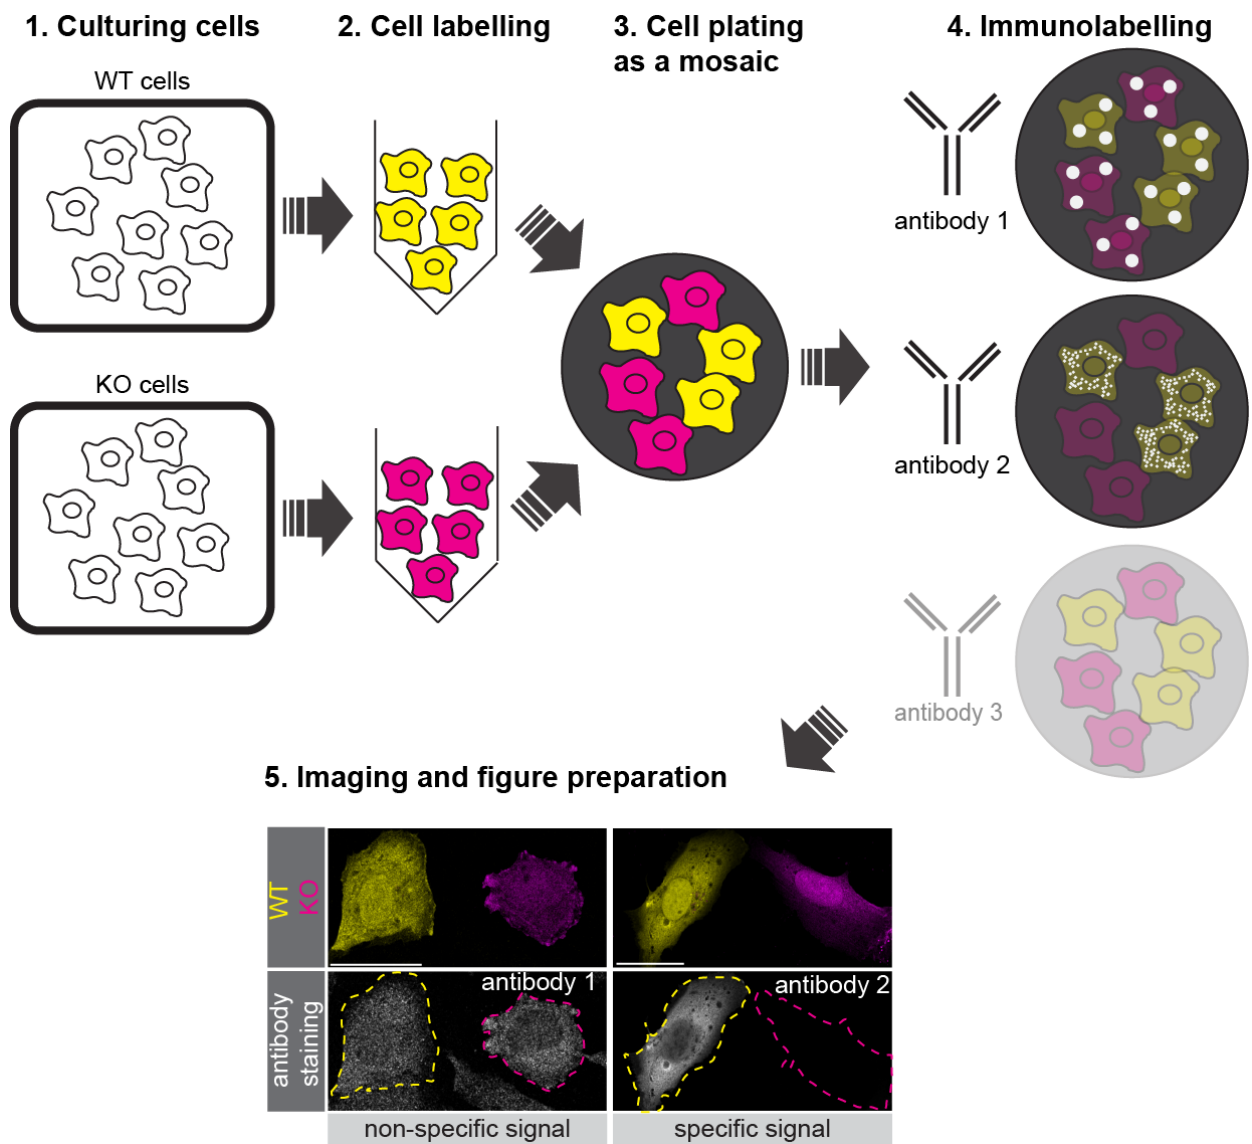 1. Culturing cells
2. Cell labelling
3. Cell plating
as a mosaic
4. Immunolabelling
WT cells
KO cells
antibody 1
antibody 2
antibody 3
5. Imaging and figure preparation
WT
KO
antibody
staining
antibody 1
antibody 2
non-specific signal
specific signal